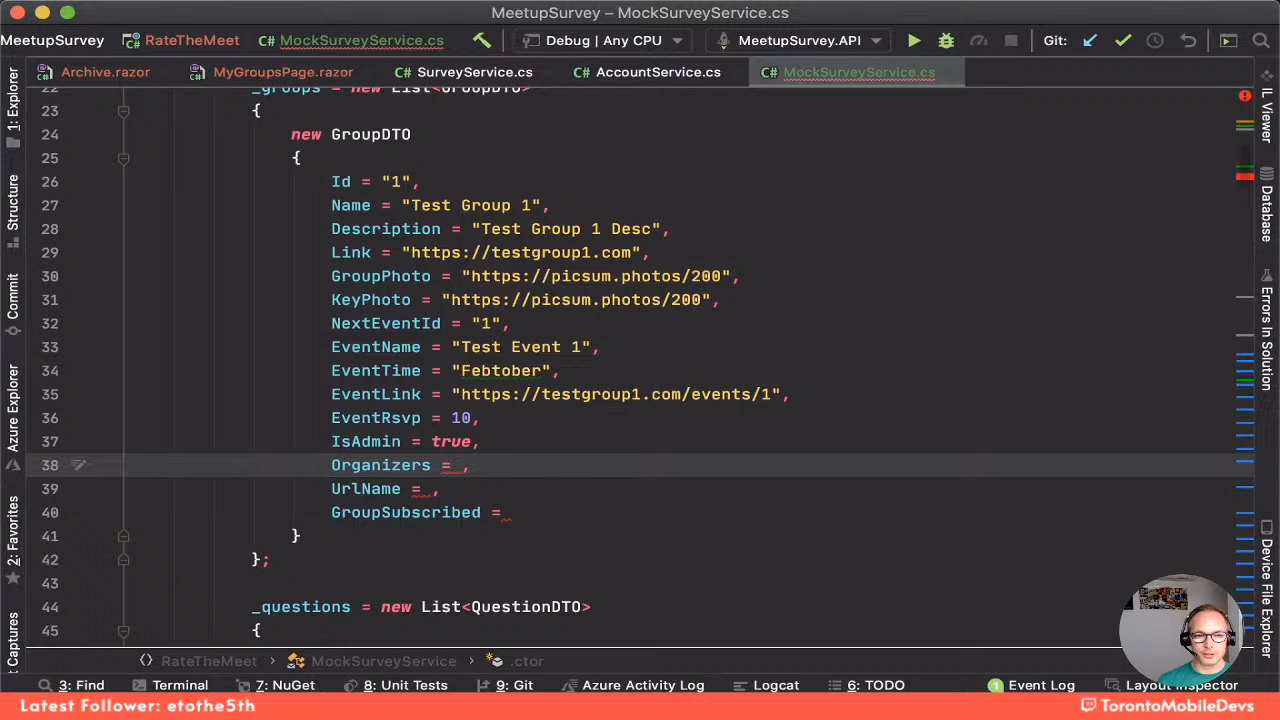 MeetupSurvey – MockSurveyService.cs
MeetupSurvey RateTheMeet MockSurveyService.cs Debug | Any CPU MeetupSurvey.API Git:
Archive.razor MyGroupsPage.razor SurveyService.cs AccountService.cs MockSurveyService.cs
22 _groups = new List<GroupDTO>
23 {
24 new GroupDTO
25 {
26 Id = "1",
27 Name = "Test Group 1",
28 Description = "Test Group 1 Desc",
29 Link = "https://testgroup1.com",
30 GroupPhoto = "https://picsum.photos/200",
31 KeyPhoto = "https://picsum.photos/200",
32 NextEventId = "1",
33 EventName = "Test Event 1",
34 EventTime = "Febtober",
35 EventLink = "https://testgroup1.com/events/1",
36 EventRsvp = 10,
37 IsAdmin = true,
38 Organizers = ,
39 UrlName = ,
40 GroupSubscribed =
41 }
42 };
43
44 _questions = new List<QuestionDTO>
45 {
1: Explorer
Structure
Commit
Azure Explorer
2: Favorites
Captures
IL Viewer
Database
Errors In Solution
Device File Explorer
RateTheMeet > MockSurveyService > .ctor
3: Find Terminal 7: NuGet 8: Unit Tests 9: Git Azure Activity Log Logcat 6: TODO 1 Event Log Layout Inspector
Latest Follower: etothe5th TorontoMobileDevs